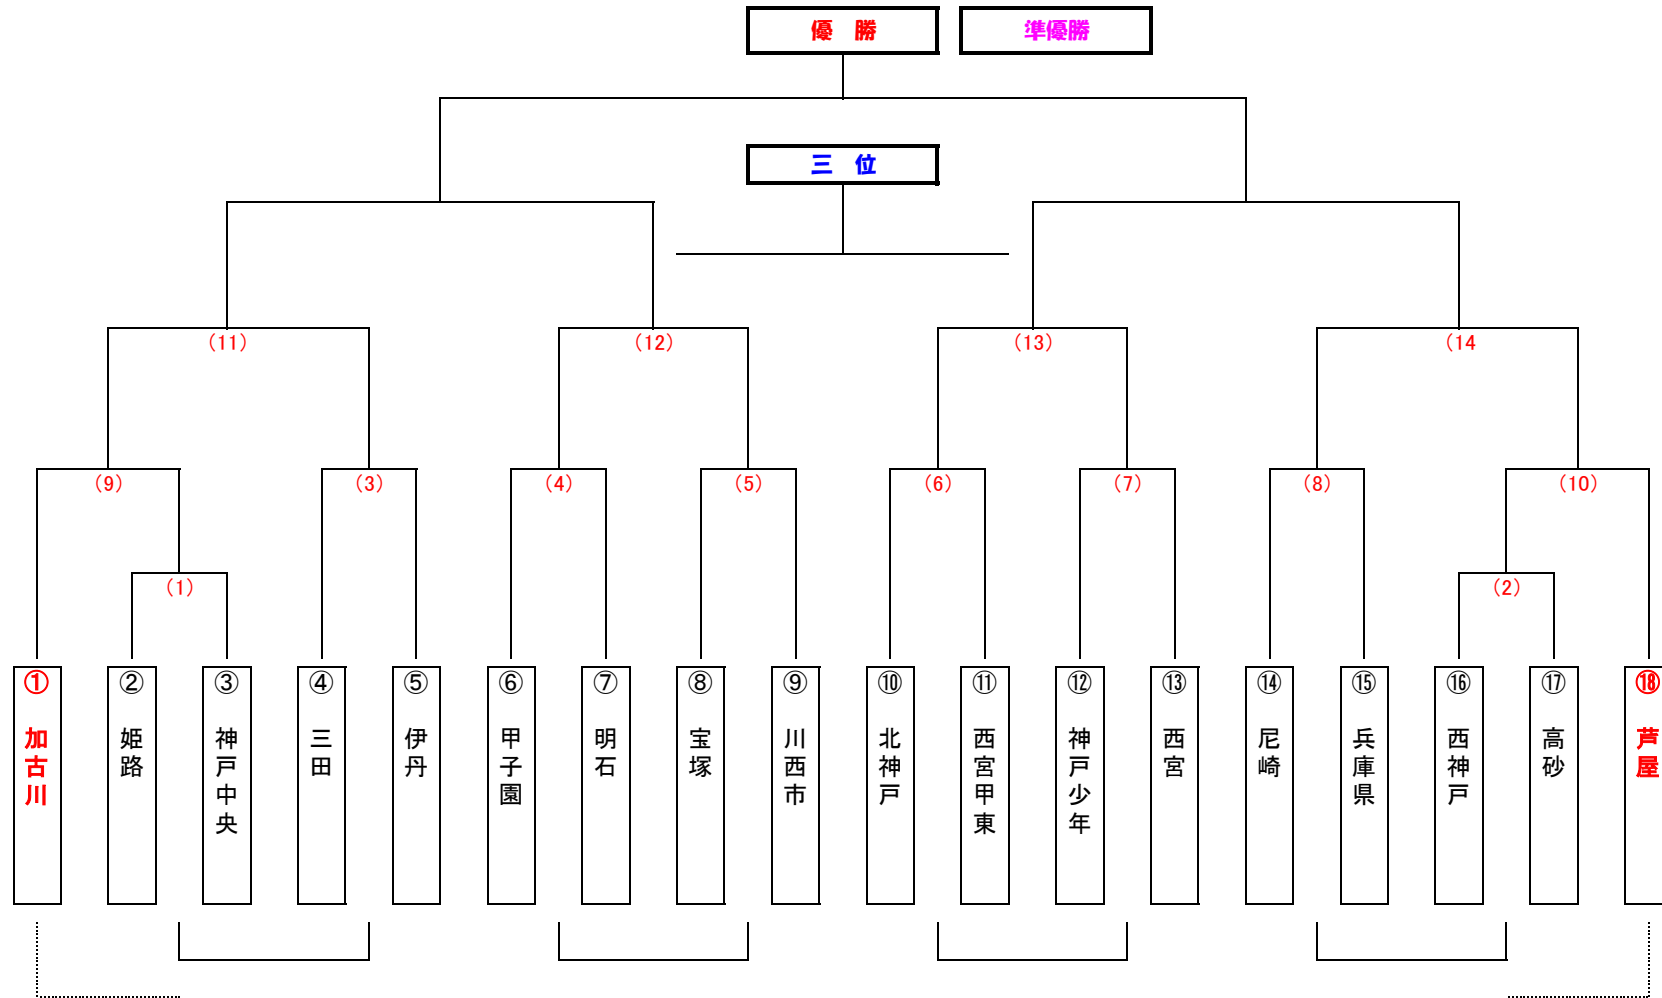 優　勝
準優勝
三　位
(11)
(12)
(13)
(14
(9)
(3)
(4)
(5)
(6)
(7)
(8)
(10)
(1)
(2)
① 加古川
② 姫路
③ 神戸中央
④ 三田
⑤ 伊丹
⑥ 甲子園
⑦ 明石
⑧ 宝塚
⑨ 川西市
⑩ 北神戸
⑪ 西宮甲東
⑫ 神戸少年
⑬ 西宮
⑭ 尼崎
⑮ 兵庫県
⑯ 西神戸
⑰ 高砂
⑱ 芦屋